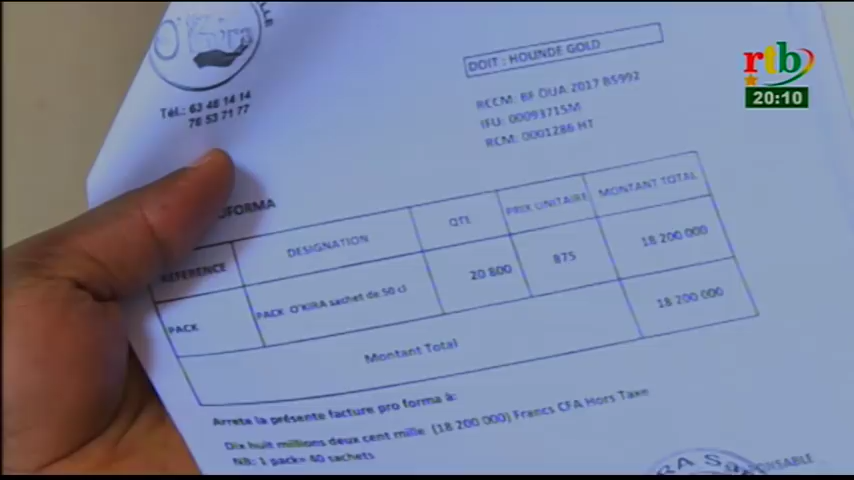 Tél.: 63 48 14 14
78 53 71 77
DOIT : HOUNDE GOLD
RCCM: BF OUA 2017 B5992
IFU: 00093715M
RCM: 0001286 HT
rtb
20:10
OFORMA
REFERENCE DESIGNATION QTE PRIX UNITAIRE MONTANT TOTAL
PACK PACK O'KIRA sachet de 50 cl 20 800 875 18 200 000
Montant Total 18 200 000
Arrete la présente facture pro forma à:
Dix huit millions deux cent mille (18 200 000) Francs CFA Hors Taxe
NB: 1 pack= 40 sachets